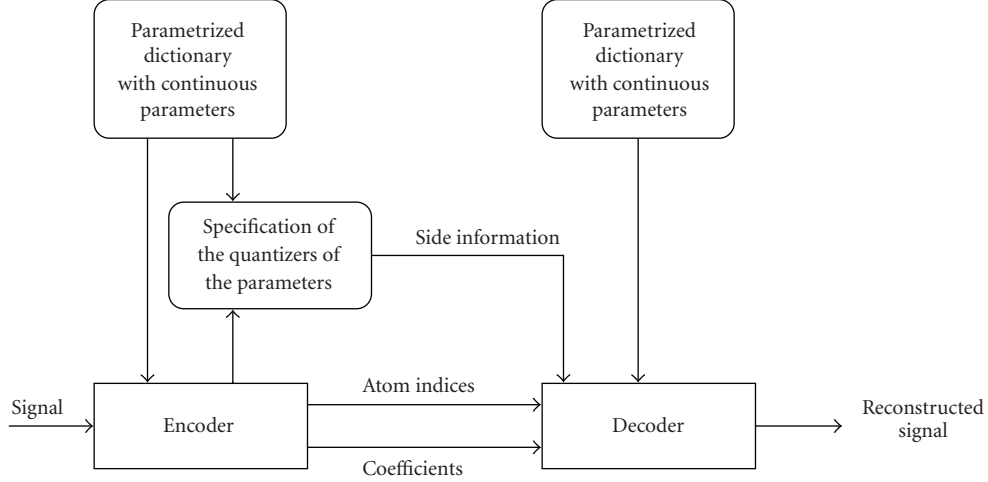 Parametrized
dictionary
with continuous
parameters
Parametrized
dictionary
with continuous
parameters
Specification of
the quantizers of
the parameters
Side information
Signal
Encoder
Atom indices
Coefficients
Decoder
Reconstructed
signal